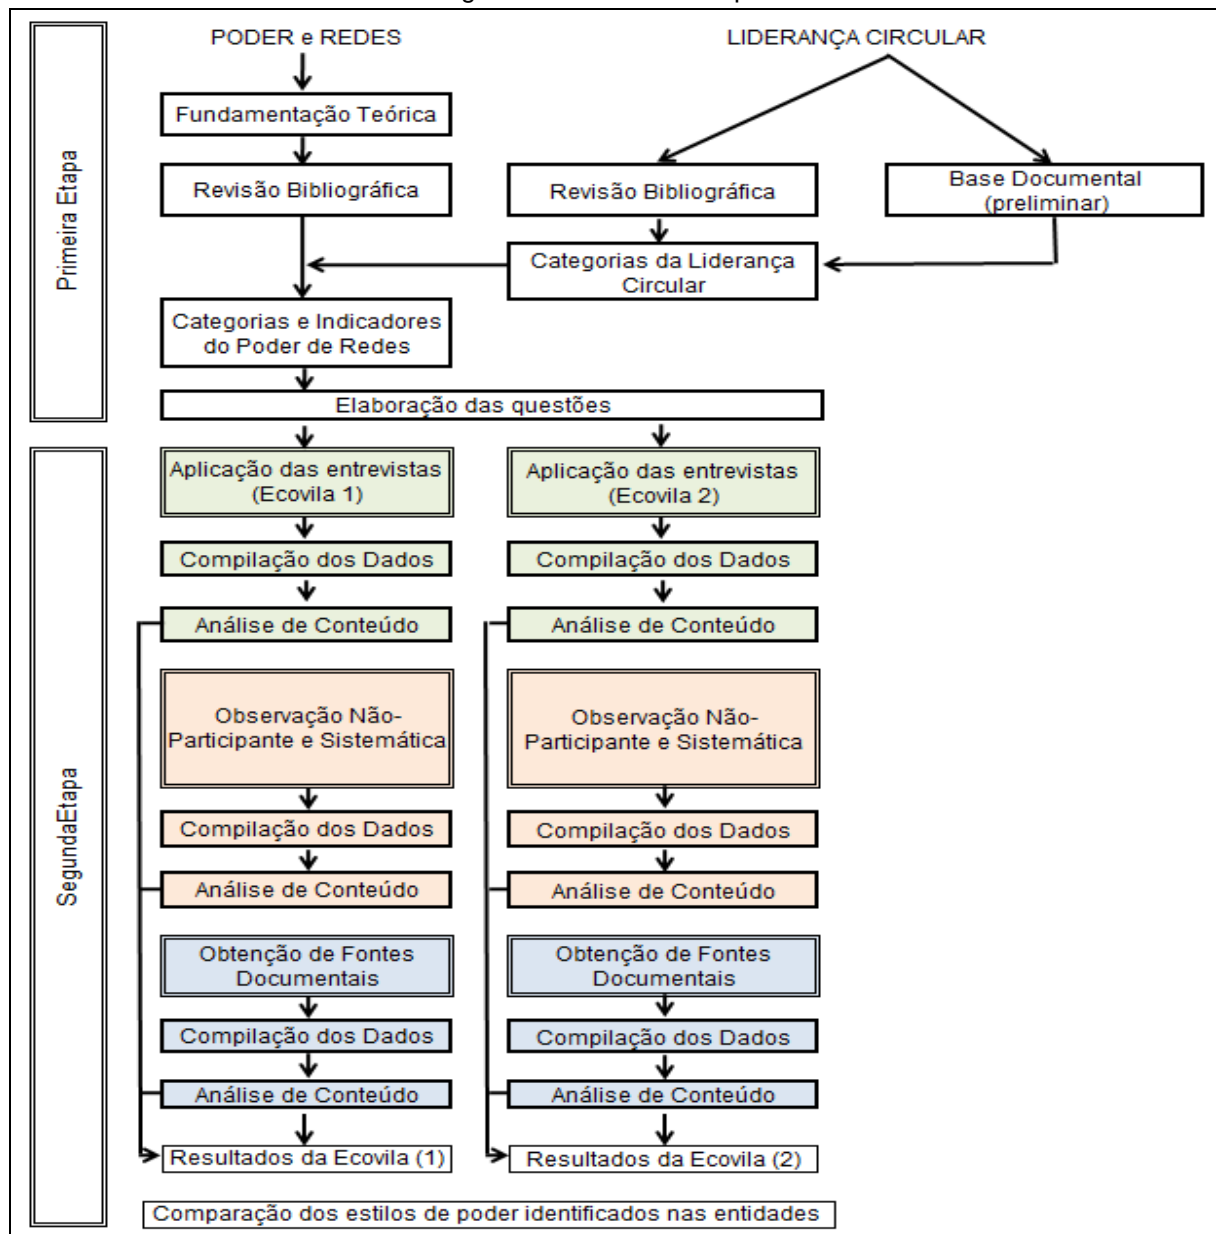 PODER e REDES
LIDERANÇA CIRCULAR
Primeira Etapa
Fundamentação Teórica
Revisão Bibliográfica
Revisão Bibliográfica
Base Documental
(preliminar)
Categorias da Liderança
Circular
Categorias e Indicadores
do Poder de Redes
Elaboração das questões
SegundaEtapa
Aplicação das entrevistas
(Ecovila 1)
Aplicação das entrevistas
(Ecovila 2)
Compilação dos Dados
Compilação dos Dados
Análise de Conteúdo
Análise de Conteúdo
Observação Não-
Participante e Sistemática
Observação Não-
Participante e Sistemática
Compilação dos Dados
Compilação dos Dados
Análise de Conteúdo
Análise de Conteúdo
Obtenção de Fontes
Documentais
Obtenção de Fontes
Documentais
Compilação dos Dados
Compilação dos Dados
Análise de Conteúdo
Análise de Conteúdo
Resultados da Ecovila (1)
Resultados da Ecovila (2)
Comparação dos estilos de poder identificados nas entidades